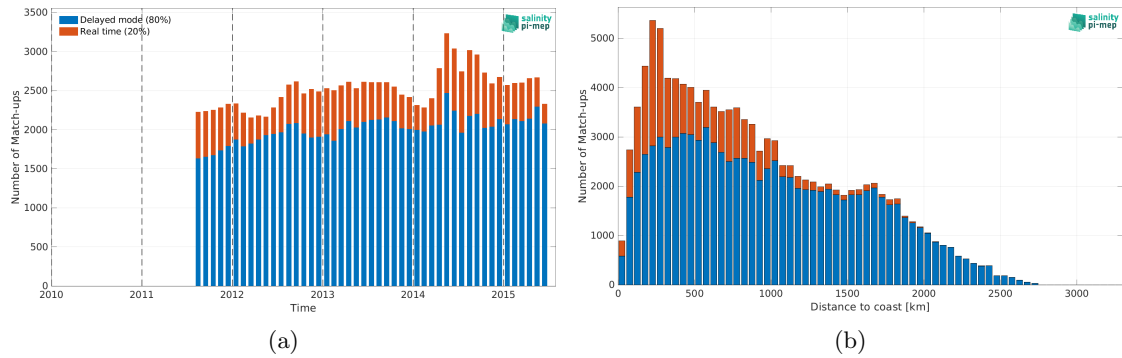 Delayed mode (80%)
Real time (20%)
salinity
pi-mep
Number of Match-ups
3500
3000
2500
2000
1500
1000
500
0
2010
2011
2012
2013
2014
2015
Time
(a)
salinity
pi-mep
Number of Match-ups
5000
4000
3000
2000
1000
0
0
500
1000
1500
2000
2500
3000
Distance to coast [km]
(b)